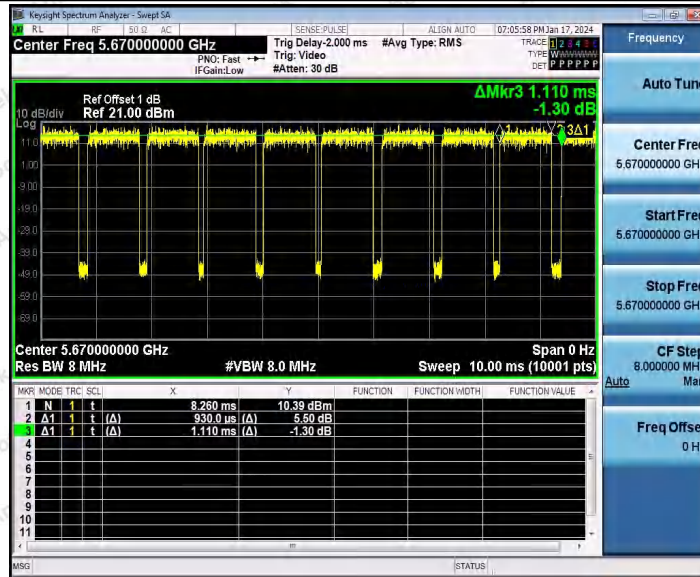 Keysight Spectrum Analyzer - Swept SA
RL RF 50 Ω AC SENSE:PULSE ALIGN AUTO 07:05:58 PM Jan 17, 2024
Center Freq 5.670000000 GHz
PNO: Fast
IFGain:Low
Trig Delay-2.000 ms
Trig: Video
#Atten: 30 dB
#Avg Type: RMS
TRACE 1 2 3 4 5 6
TYPE W
DET P P P P P P
ΔMkr3 1.110 ms
-1.30 dB
Ref Offset 1 dB
10 dB/div Ref 21.00 dBm
Log
11.0
1.00
-9.00
-19.0
-29.0
-39.0
-49.0
-59.0
-69.0
3Δ1
Center 5.670000000 GHz Span 0 Hz
Res BW 8 MHz #VBW 8.0 MHz Sweep 10.00 ms (10001 pts)
MKR MODE TRC SCL X Y FUNCTION FUNCTION WIDTH FUNCTION VALUE
1 N 1 t 8.260 ms 10.39 dBm
2 Δ1 1 t (Δ) 930.0 µs (Δ) 5.50 dB
3 Δ1 1 t (Δ) 1.110 ms (Δ) -1.30 dB
4
5
6
7
8
9
10
11
MSG STATUS
Frequency
Auto Tun
Center Fre
5.670000000 GH
Start Fre
5.670000000 GH
Stop Fre
5.670000000 GH
CF Ste
8.000000 MH
Auto Ma
Freq Offse
0 H